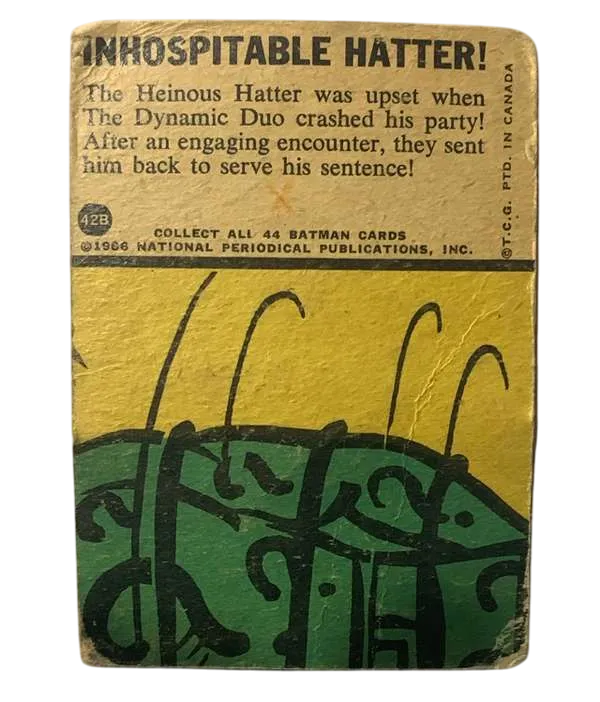 INHOSPITABLE HATTER!
The Heinous Hatter was upset when
The Dynamic Duo crashed his party!
After an engaging encounter, they sent
him back to serve his sentence!
42B
COLLECT ALL 44 BATMAN CARDS
©1966 NATIONAL PERIODICAL PUBLICATIONS, INC.
©T.C.G. PTD. IN CANADA